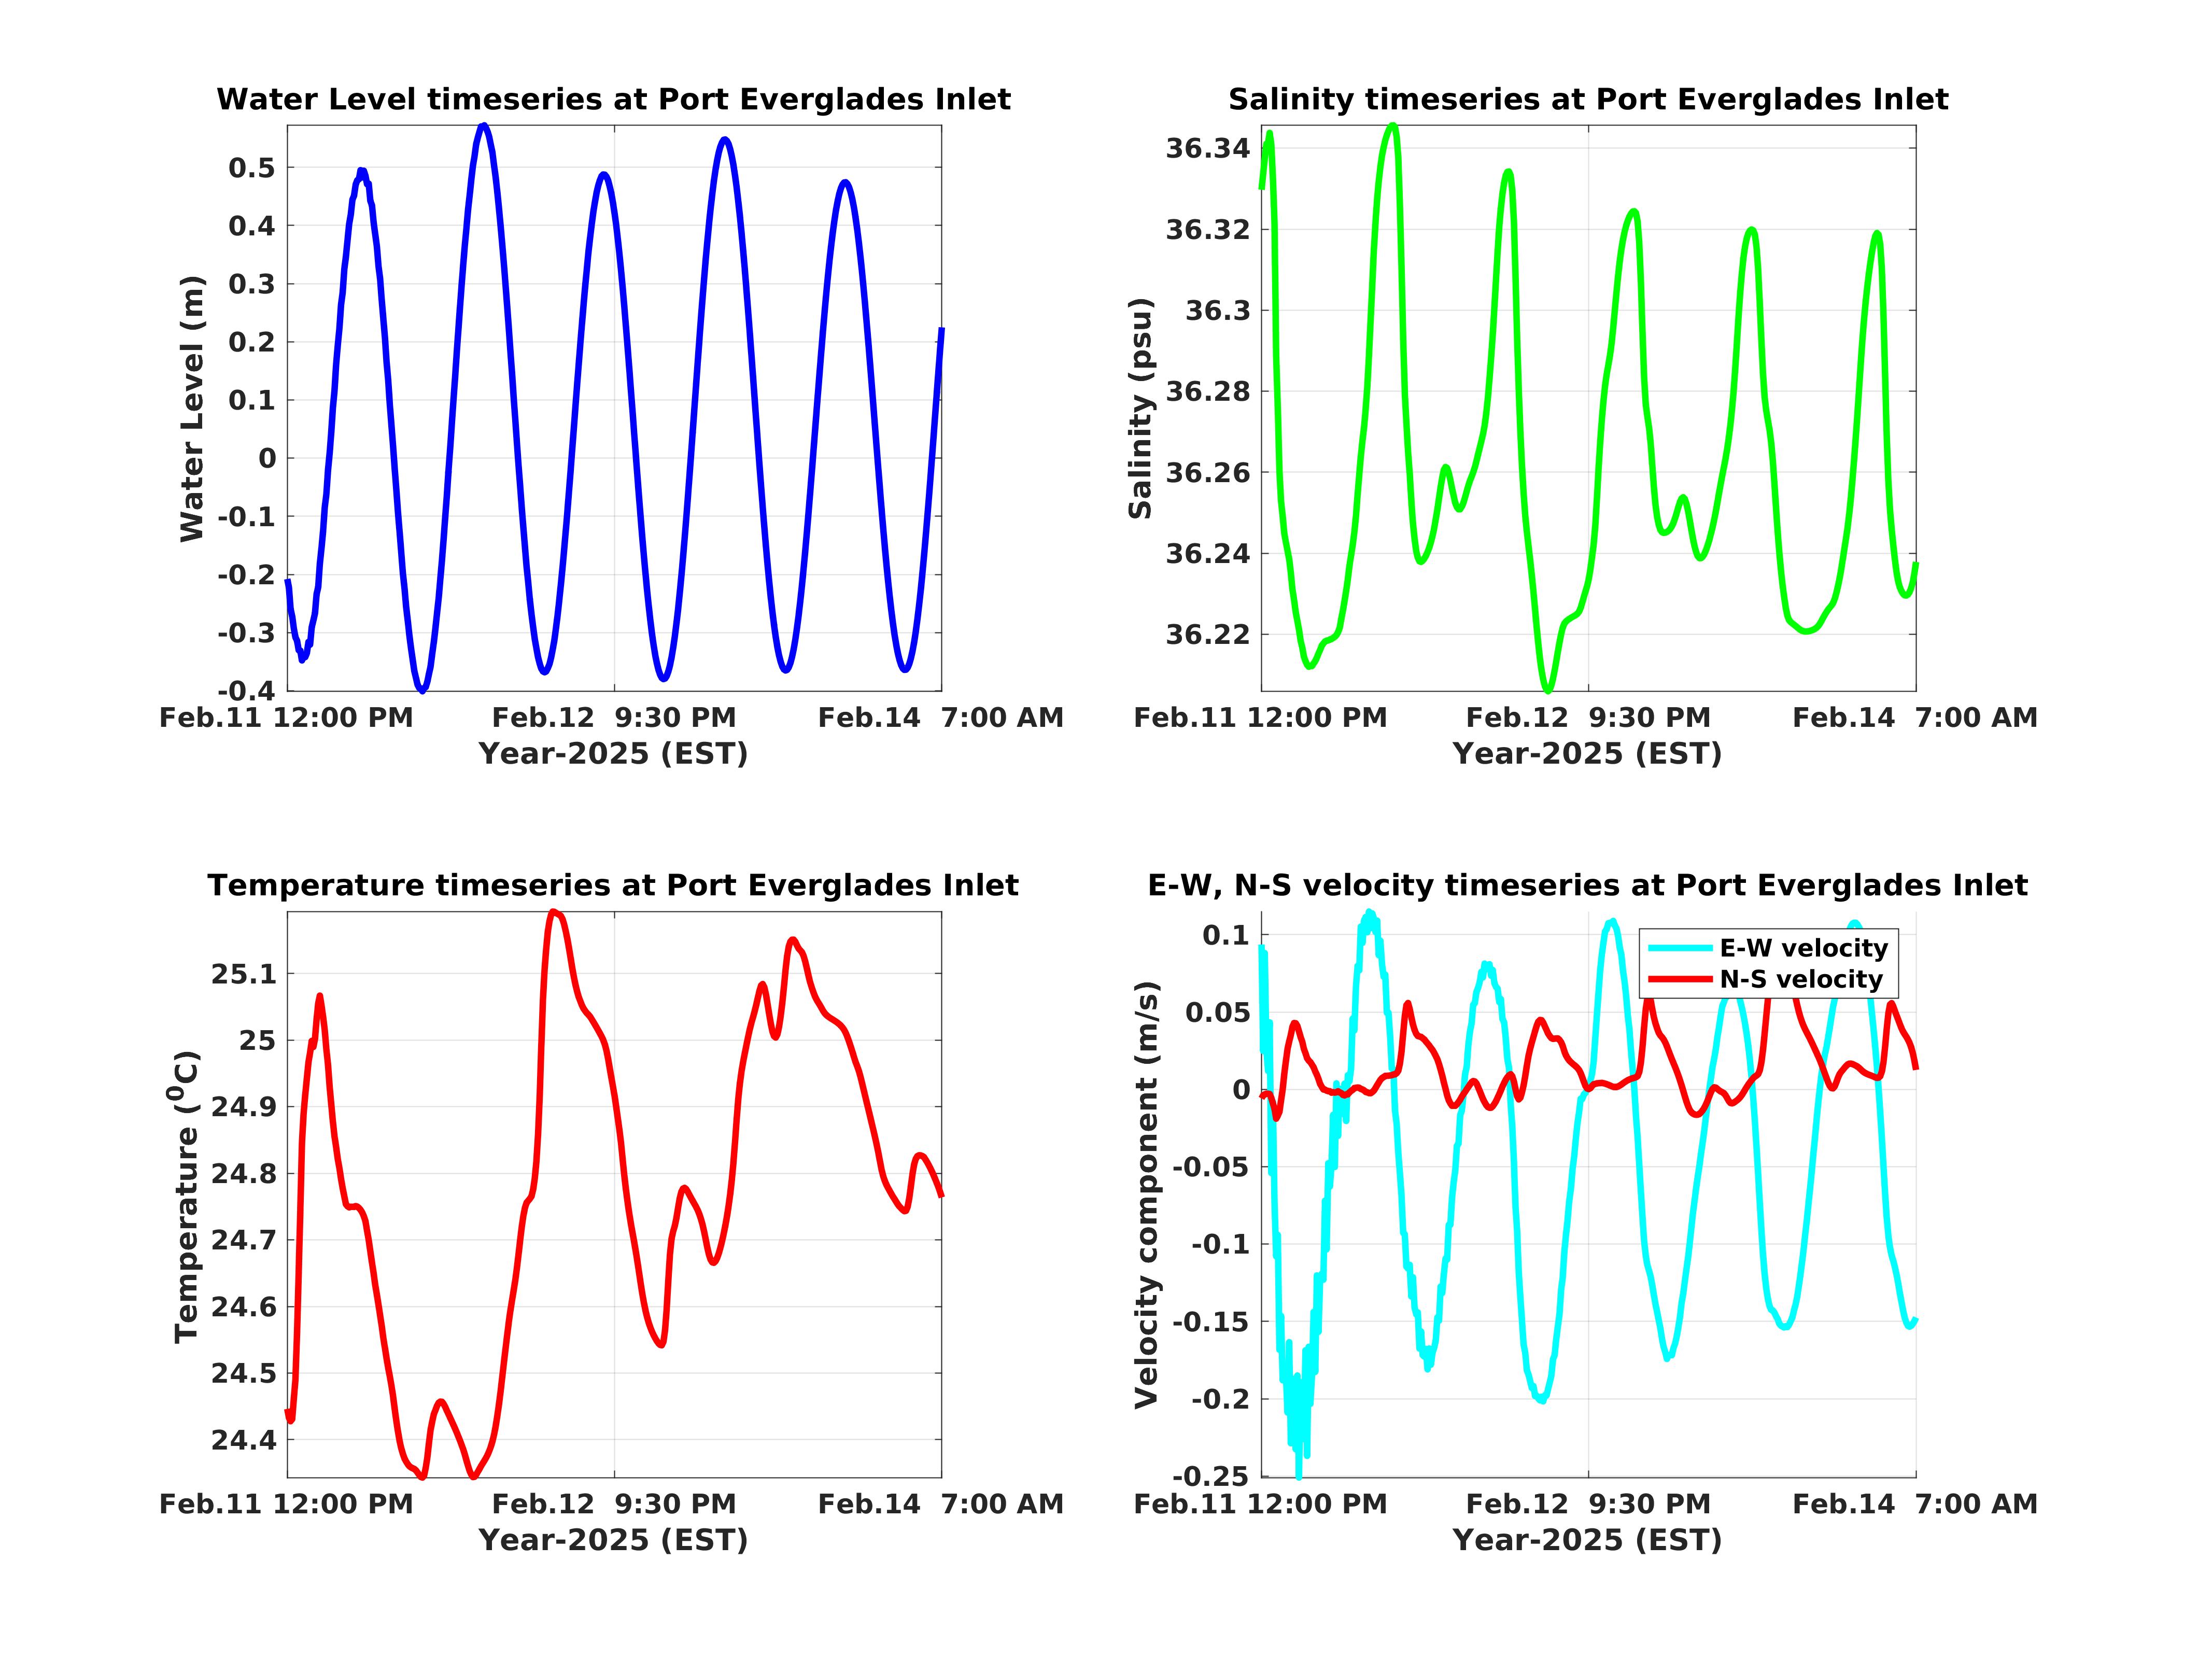 Water Level timeseries at Port Everglades Inlet
Water Level (m)
0.5
0.4
0.3
0.2
0.1
0
-0.1
-0.2
-0.3
-0.4
Feb.11 12:00 PM
Feb.12 9:30 PM
Feb.14 7:00 AM
Year-2025 (EST)
Salinity timeseries at Port Everglades Inlet
Salinity (psu)
36.34
36.32
36.3
36.28
36.26
36.24
36.22
Feb.11 12:00 PM
Feb.12 9:30 PM
Feb.14 7:00 AM
Year-2025 (EST)
Temperature timeseries at Port Everglades Inlet
Temperature (⁰C)
25.1
25
24.9
24.8
24.7
24.6
24.5
24.4
Feb.11 12:00 PM
Feb.12 9:30 PM
Feb.14 7:00 AM
Year-2025 (EST)
E-W, N-S velocity timeseries at Port Everglades Inlet
Velocity component (m/s)
0.1
0.05
0
-0.05
-0.1
-0.15
-0.2
-0.25
E-W velocity
N-S velocity
Feb.11 12:00 PM
Feb.12 9:30 PM
Feb.14 7:00 AM
Year-2025 (EST)